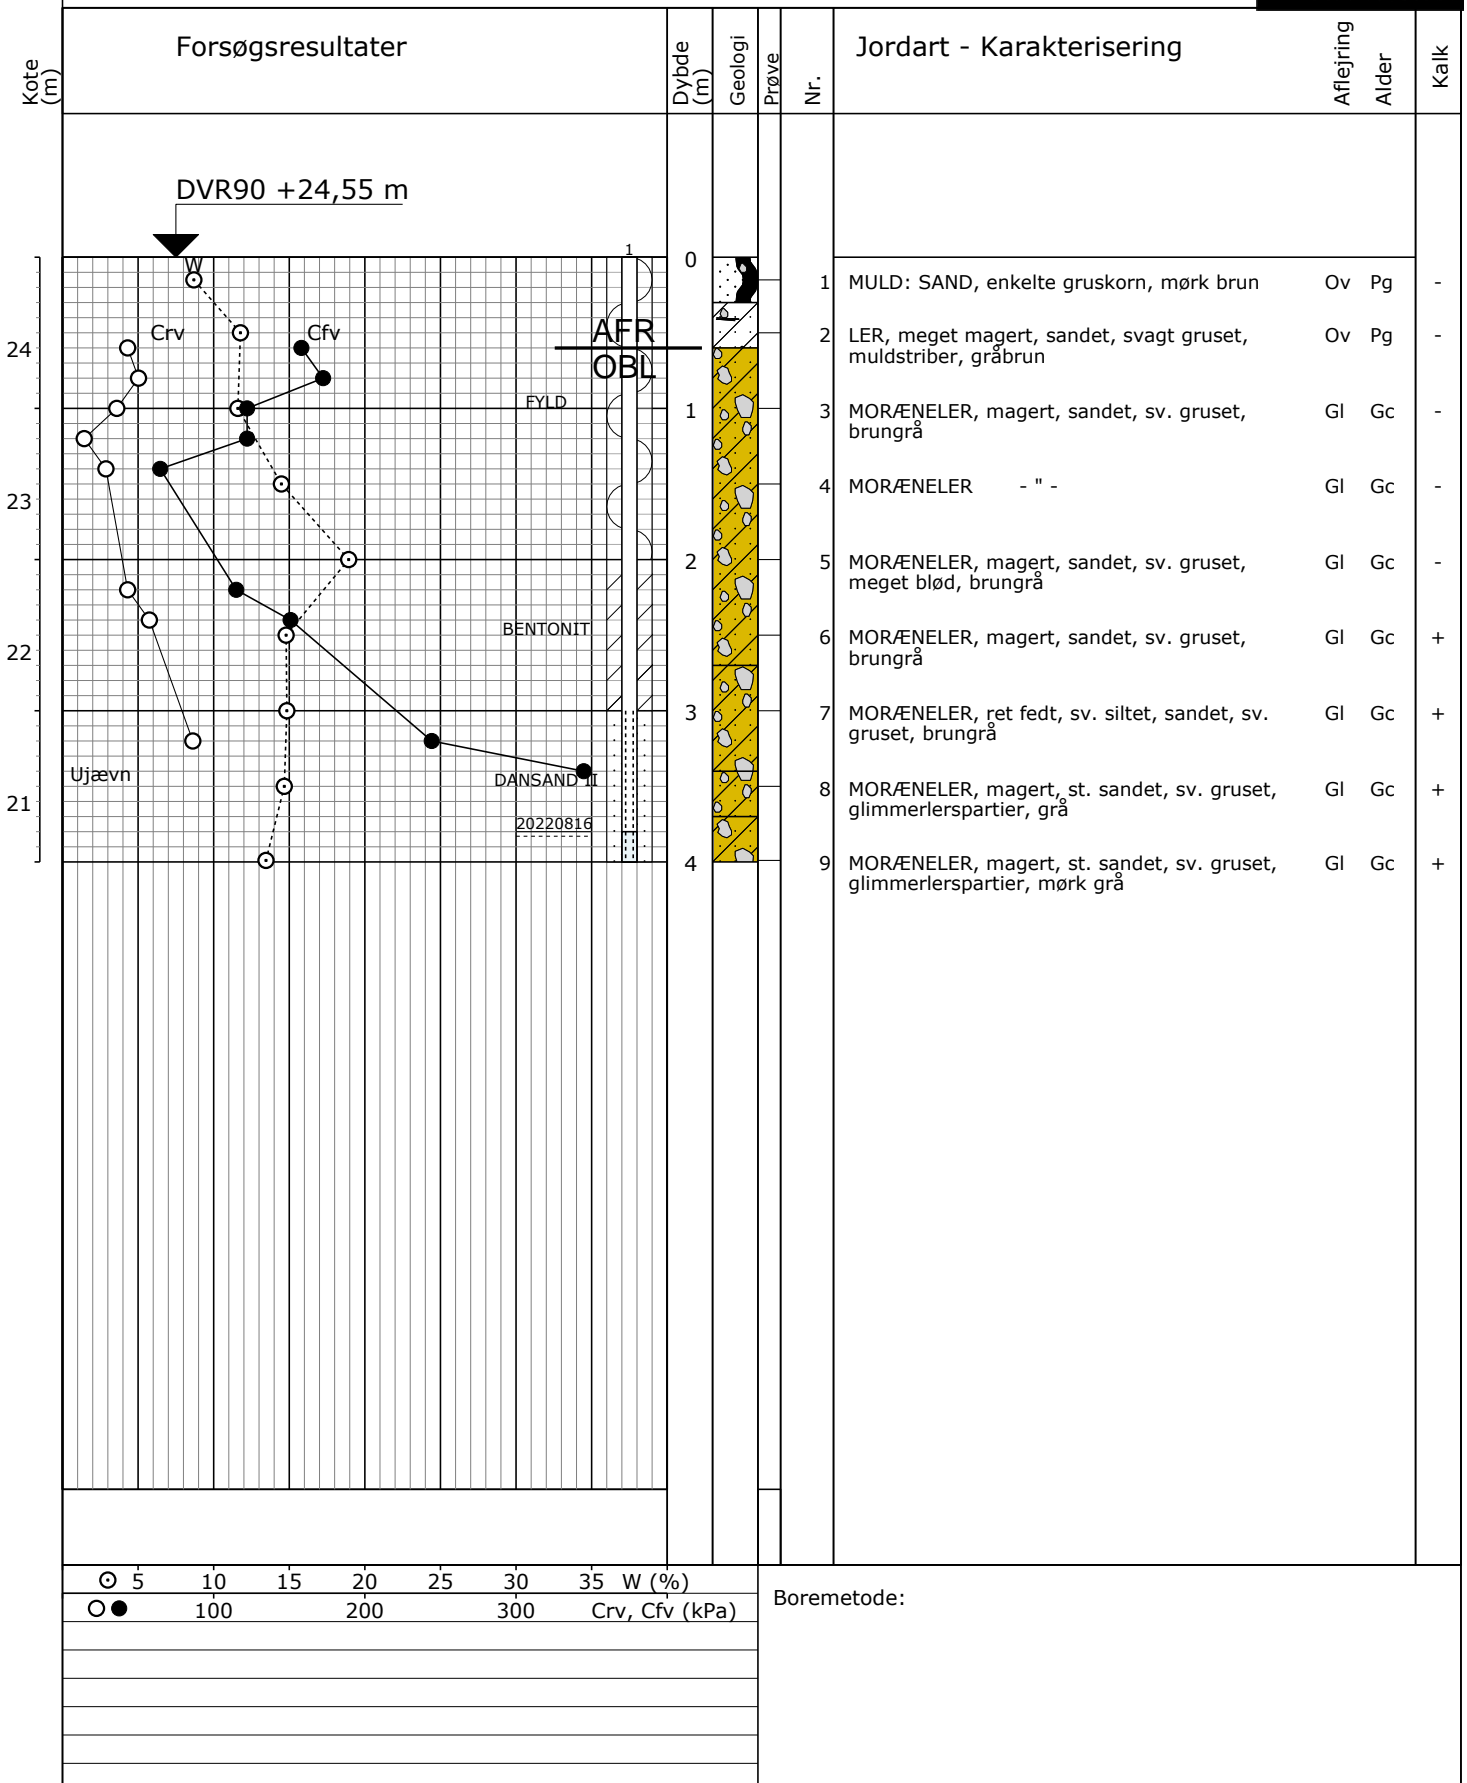 Kote (m)
Forsøgsresultater
Dybde (m)
Geologi
Prøve
Nr.
Jordart - Karakterisering
Aflejring
Alder
Kalk
DVR90 +24,55 m
W
1
0
1 MULD: SAND, enkelte gruskorn, mørk brun Ov Pg -
Crv
Cfv
AFR
OBL
2 LER, meget magert, sandet, svagt gruset, Ov Pg -
muldstriber, gråbrun
24
FYLD
1
3 MORÆNELER, magert, sandet, sv. gruset, Gl Gc -
brungrå
4 MORÆNELER - " - Gl Gc -
23
2
5 MORÆNELER, magert, sandet, sv. gruset, Gl Gc -
meget blød, brungrå
BENTONIT
6 MORÆNELER, magert, sandet, sv. gruset, Gl Gc +
brungrå
22
3
7 MORÆNELER, ret fedt, sv. siltet, sandet, sv. Gl Gc +
gruset, brungrå
Ujævn
DANSAND II
8 MORÆNELER, magert, st. sandet, sv. gruset, Gl Gc +
glimmerlerspartier, grå
21
20220816
4
9 MORÆNELER, magert, st. sandet, sv. gruset, Gl Gc +
glimmerlerspartier, mørk grå
5 10 15 20 25 30 35 W (%)
100 200 300 Crv, Cfv (kPa)
Boremetode: